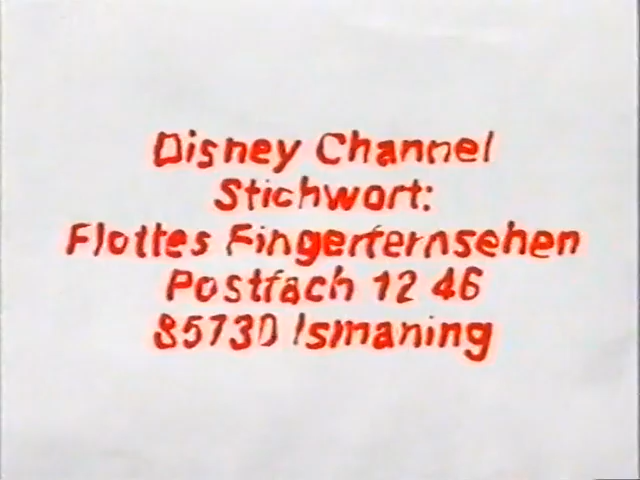 Disney Channel
Stichwort:
Flottes Fingerfernsehen
Postfach 12 46
85730 Ismaning